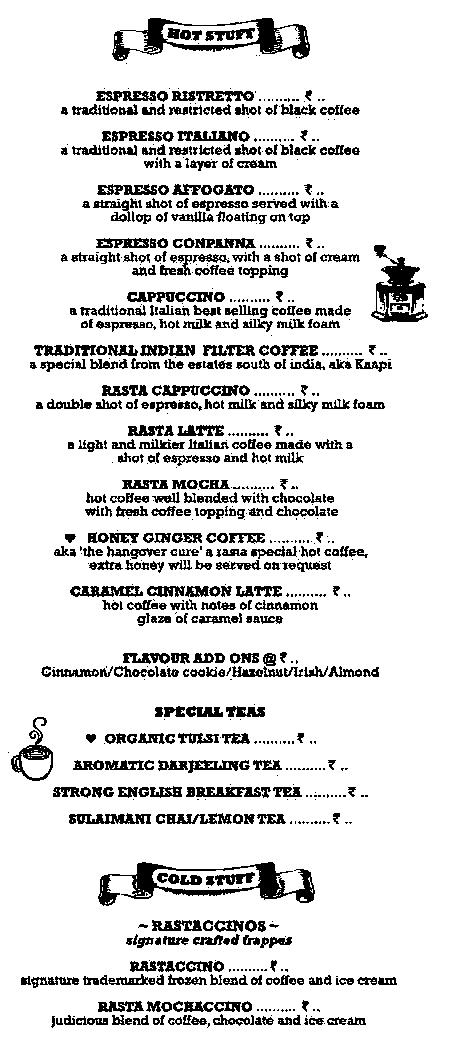 HOT STUFF
ESPRESSO RISTRETTO .......... ₹ ..
a traditional and restricted shot of black coffee
ESPRESSO ITALIANO .......... ₹ ..
a traditional and restricted shot of black coffee
with a layer of cream
ESPRESSO AFFOGATO .......... ₹ ..
a straight shot of espresso served with a
dollop of vanilla floating on top
ESPRESSO CONPANNA .......... ₹ ..
a straight shot of espresso, with a shot of cream
and fresh coffee topping
CAPPUCCINO .......... ₹ ..
a traditional Italian best selling coffee made
of espresso, hot milk and silky milk foam
TRADITIONAL INDIAN FILTER COFFEE .......... ₹ ..
a special blend from the estates south of india, aka Kaapi
RASTA CAPPUCCINO .......... ₹ ..
a double shot of espresso, hot milk and silky milk foam
RASTA LATTE .......... ₹ ..
a light and milkier Italian coffee made with a
shot of espresso and hot milk
RASTA MOCHA .......... ₹ ..
hot coffee well blended with chocolate
with fresh coffee topping and chocolate
♥ HONEY GINGER COFFEE .......... ₹ ..
aka 'the hangover cure' a rasta special hot coffee,
extra honey will be served on request
CARAMEL CINNAMON LATTE .......... ₹ ..
hot coffee with notes of cinnamon
glaze of caramel sauce
FLAVOUR ADD ONS @ ₹ ..
Cinnamon/Chocolate cookie/Hazelnut/Irish/Almond
SPECIAL TEAS
♥ ORGANIC TULSI TEA .......... ₹ ..
AROMATIC DARJEELING TEA .......... ₹ ..
STRONG ENGLISH BREAKFAST TEA .......... ₹ ..
SULAIMANI CHAI/LEMON TEA .......... ₹ ..
COLD STUFF
~ RASTACCINOS ~
signature crafted frappes
RASTACCINO .......... ₹ ..
signature trademarked frozen blend of coffee and ice cream
RASTA MOCHACCINO .......... ₹ ..
judicious blend of coffee, chocolate and ice cream